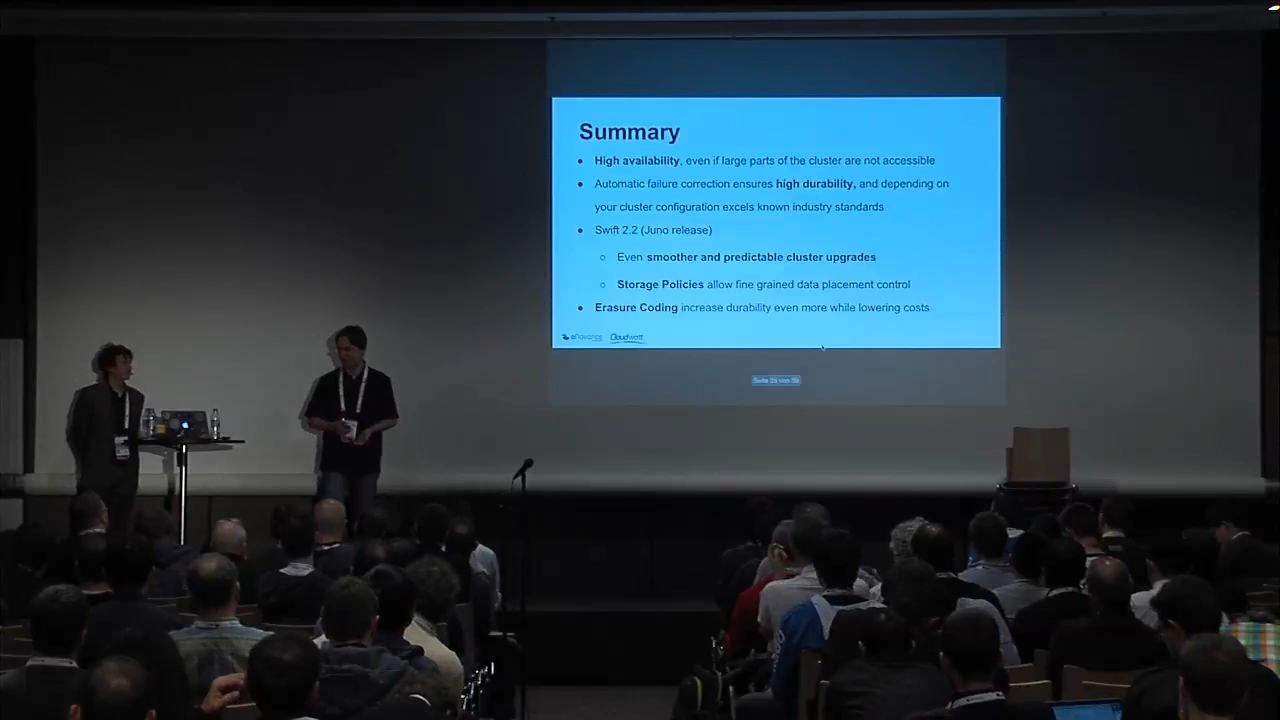 Summary
● High availability, even if large parts of the cluster are not accessible
● Automatic failure correction ensures high durability, and depending on
your cluster configuration excels known industry standards
● Swift 2.2 (Juno release)
○ Even smoother and predictable cluster upgrades
○ Storage Policies allow fine grained data placement control
● Erasure Coding increase durability even more while lowering costs
eNovance Cloudwatt